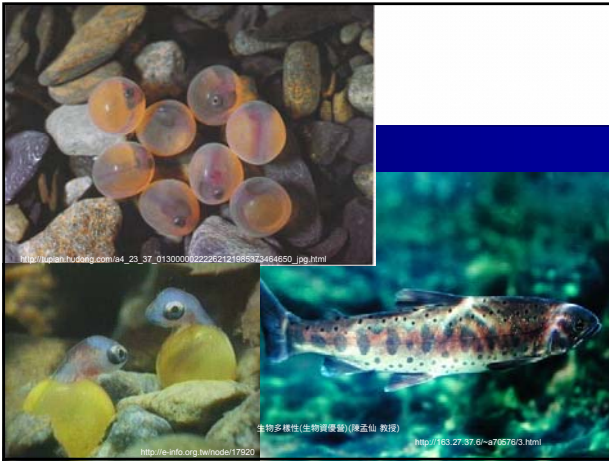 http://tupian.hudong.com/a4_23_37_01300000222262121985373464650_jpg.html
http://e-info.org.tw/node/17920
生物多樣性(生物資優營)(陳孟仙 教授)
http://163.27.37.6/~a70576/3.html